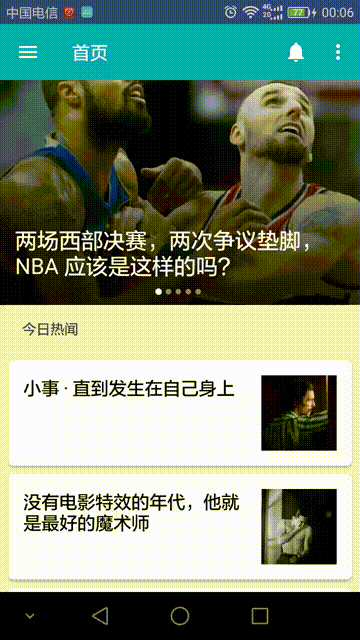 中国电信 4G 2G 77 00:06
首页
两场西部决赛，两次争议垫脚，
NBA 应该是这样的吗？
今日热闻
小事 · 直到发生在自己身上
没有电影特效的年代，他就
是最好的魔术师